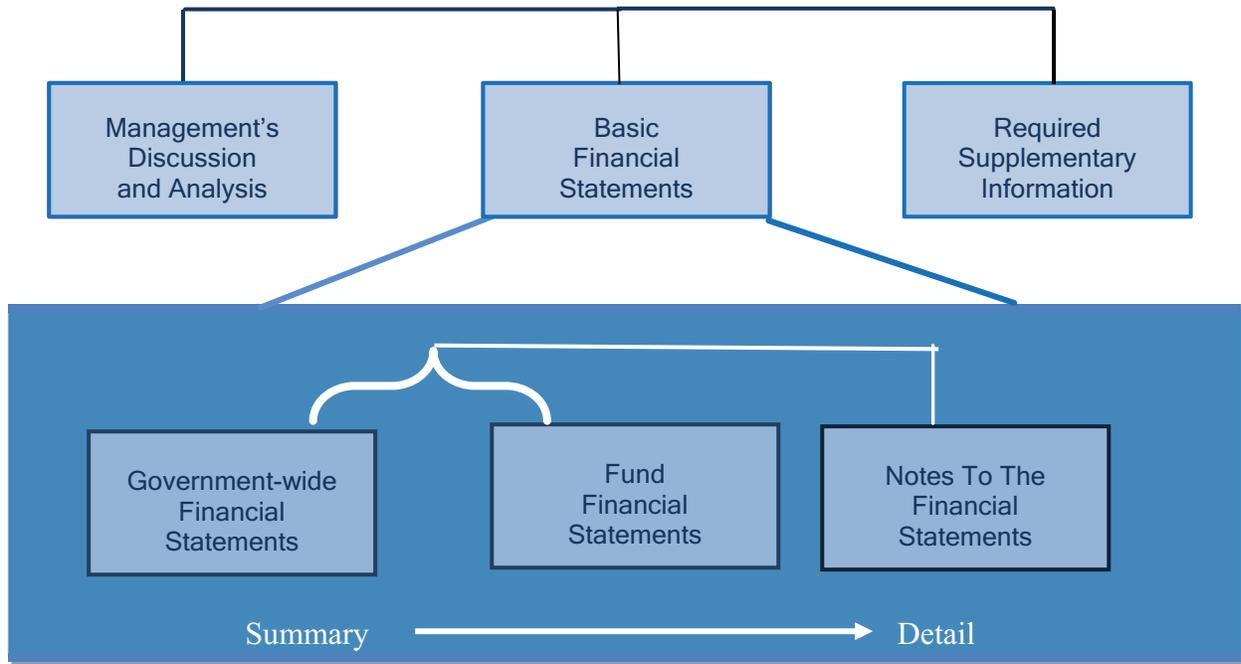 Management’s
Discussion
and Analysis
Basic
Financial
Statements
Required
Supplementary
Information
Government-wide
Financial
Statements
Fund
Financial
Statements
Notes To The
Financial
Statements
Summary
Detail